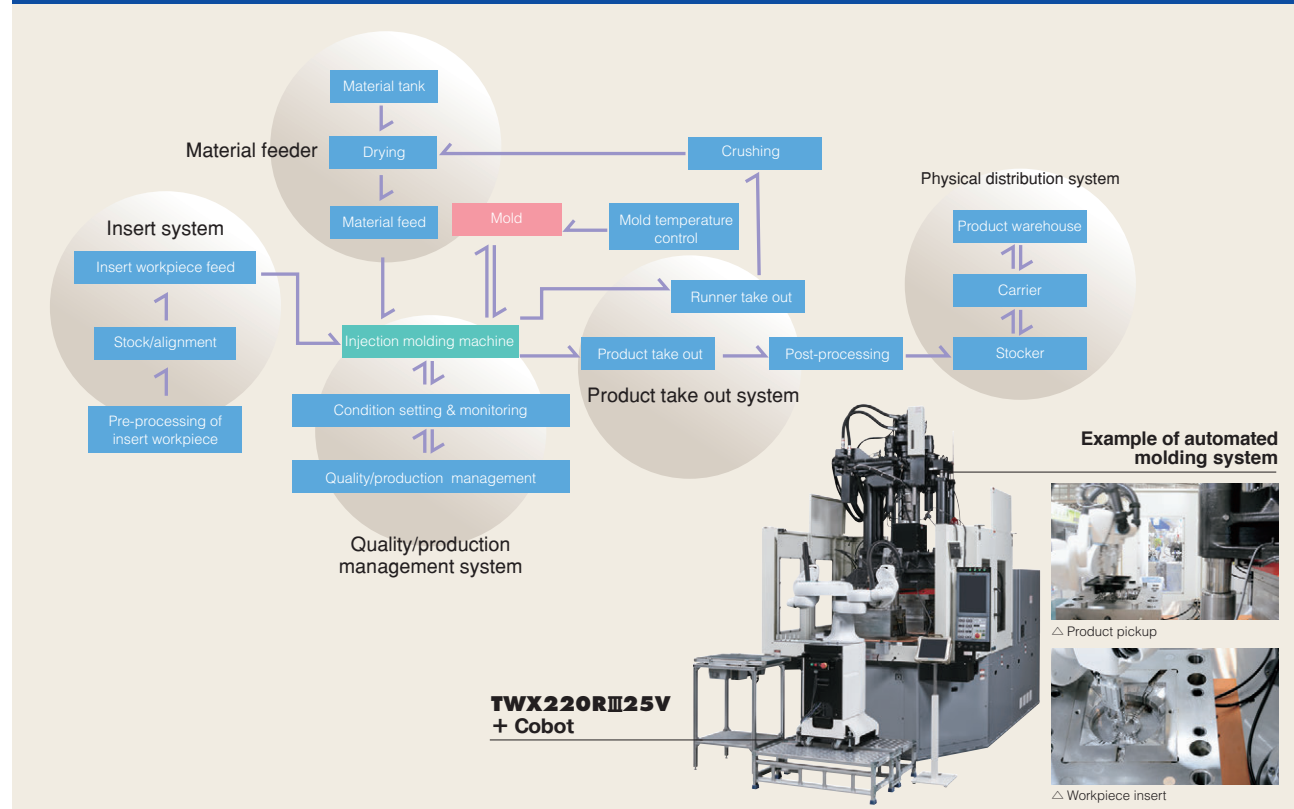 Material tank
Material feeder
Drying
Crushing
Physical distribution system
Material feed
Mold
Mold temperature
control
Product warehouse
Insert system
Insert workpiece feed
Runner take out
Carrier
Stock/alignment
Injection molding machine
Product take out
Post-processing
Stocker
Product take out system
Pre-processing of
insert workpiece
Condition setting & monitoring
Quality/production management
Quality/production
management system
Example of automated
molding system
△ Product pickup
TWX220RⅢ25V
+ Cobot
△ Workpiece insert